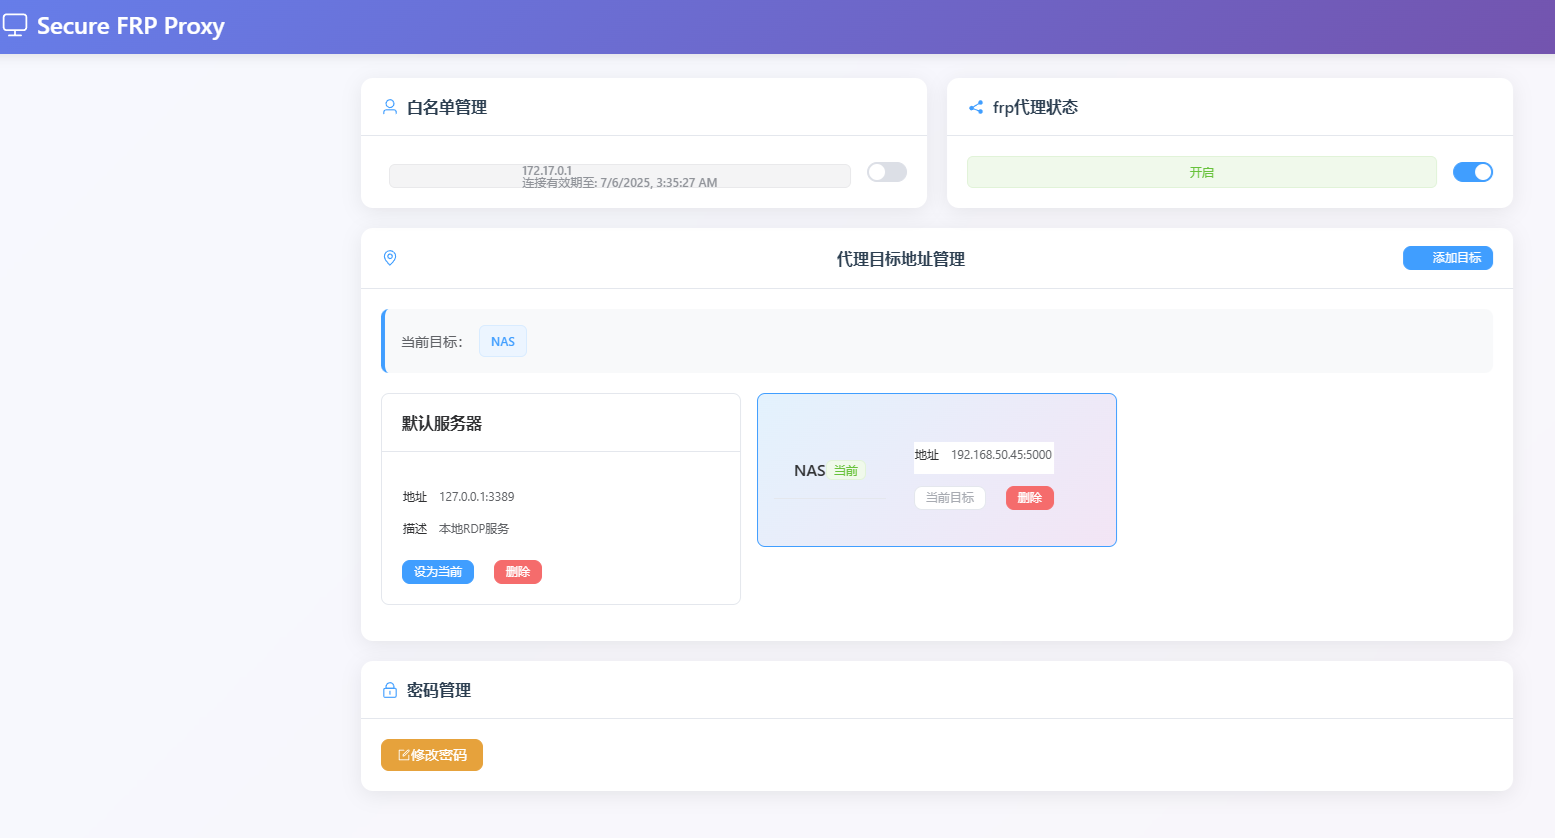 Secure FRP Proxy
白名单管理
172.17.0.1
连接有效期至: 7/6/2025, 3:35:27 AM
frp代理状态
开启
代理目标地址管理
添加目标
当前目标： NAS
默认服务器
地址 127.0.0.1:3389
描述 本地RDP服务
设为当前 删除
NAS 当前
地址 192.168.50.45:5000
当前目标 删除
密码管理
修改密码